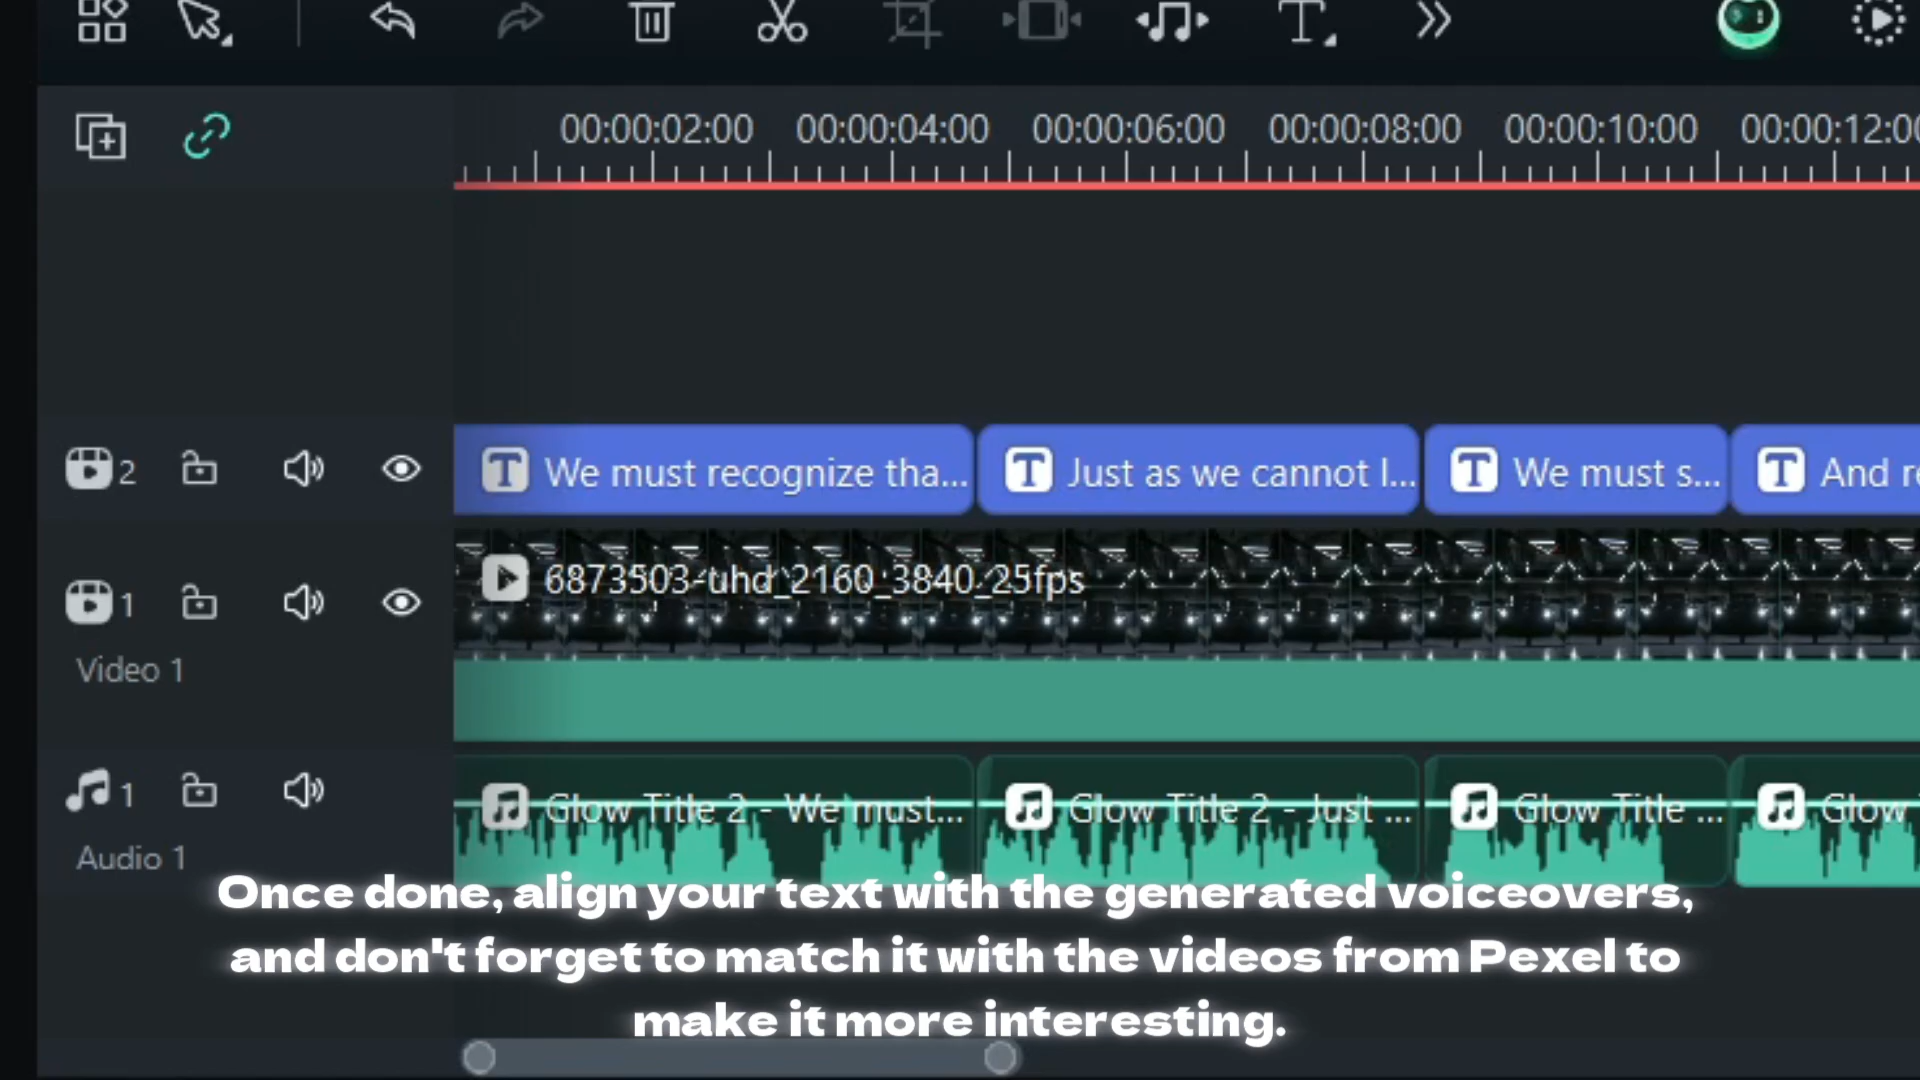 00:00:02:00 00:00:04:00 00:00:06:00 00:00:08:00 00:00:10:00 00:00:12:00
2 We must recognize tha... Just as we cannot l... We must s... And re
6873503-uhd_2160_3840_25fps
1
Video 1
1 Glow Title 2 - We must... Glow Title 2 - Just ... Glow Title ... Glow
Audio 1
Once done, align your text with the generated voiceovers,
and don't forget to match it with the videos from Pexel to
make it more interesting.